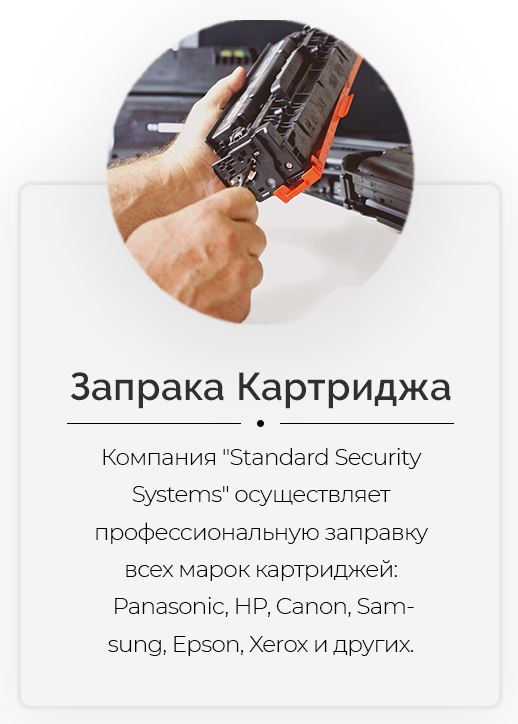 Запрака Картриджа
Компания "Standard Security
Systems" осуществляет
профессиональную заправку
всех марок картриджей:
Panasonic, HP, Canon, Sam-
sung, Epson, Xerox и других.